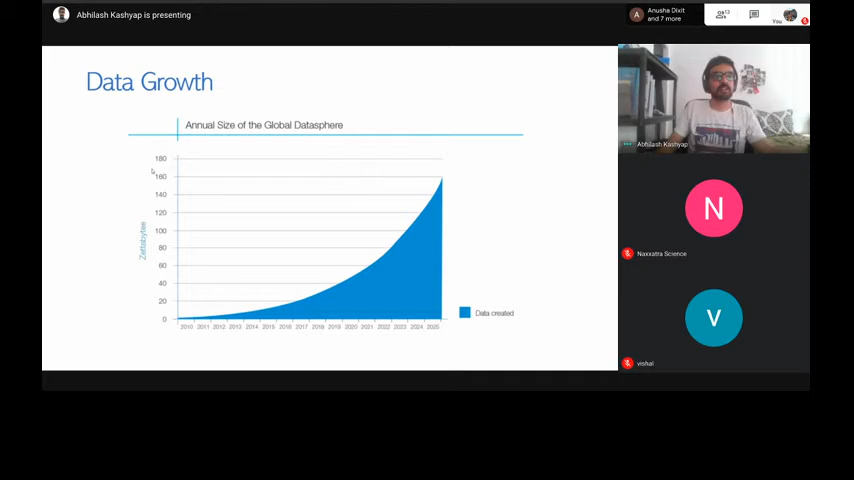 Abhilash Kashyap is presenting
A
Anusha Dixit
and 7 more
13
You
Data Growth
Annual Size of the Global Datasphere
180
160
140
120
100
80
60
40
20
0
Zettabytes
2010 2011 2012 2013 2014 2015 2016 2017 2018 2019 2020 2021 2022 2023 2024 2025
Data created
Abhilash Kashyap
N
Naxxatra Science
V
vishal